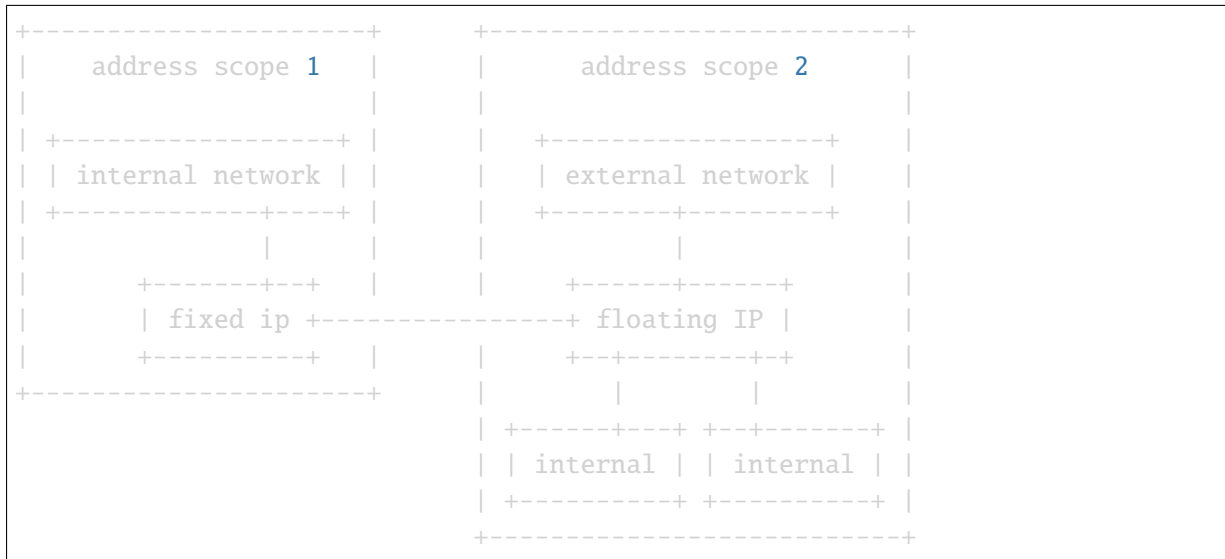 +----------------------+      +---------------------------+
|    address scope 1   |      |      address scope 2      |
|                      |      |                           |
| +------------------+ |      |   +------------------+    |
| | internal network | |      |   | external network |    |
| +-------------+----+ |      |   +--------+---------+    |
|               |      |      |            |              |
|       +-------+--+   |      |     +------+------+       |
|       | fixed ip +----------------+ floating IP |       |
|       +----------+   |      |     +--+--------+-+       |
+----------------------+      |        |        |         |
                              | +------+---+ +--+-------+ |
                              | | internal | | internal | |
                              | +----------+ +----------+ |
                              +---------------------------+